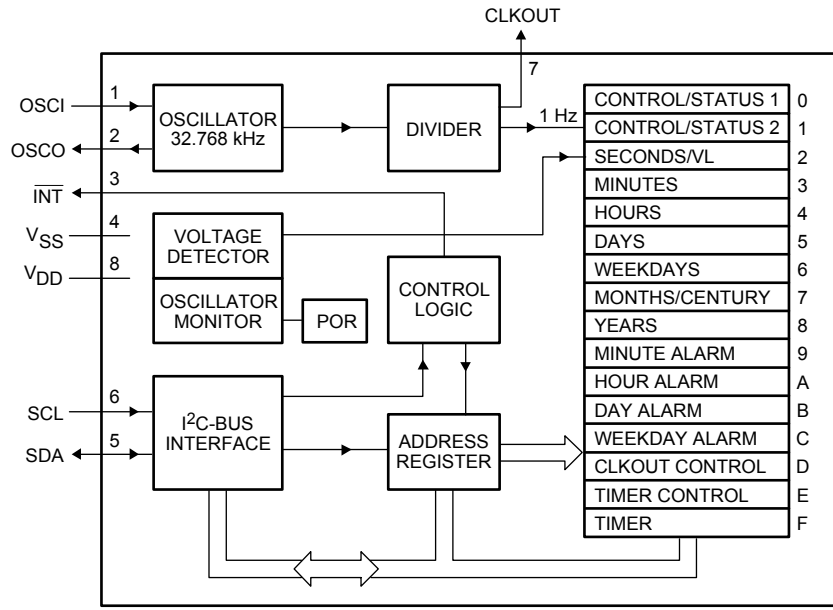 CLKOUT
7
OSCI
1
OSCO
2
OSCILLATOR
32.768 kHz
DIVIDER
1 Hz
INT
3
VSS
4
VDD
8
VOLTAGE
DETECTOR
OSCILLATOR
MONITOR
POR
CONTROL
LOGIC
SCL
6
SDA
5
I2C-BUS
INTERFACE
ADDRESS
REGISTER
CONTROL/STATUS 1 0
CONTROL/STATUS 2 1
SECONDS/VL 2
MINUTES 3
HOURS 4
DAYS 5
WEEKDAYS 6
MONTHS/CENTURY 7
YEARS 8
MINUTE ALARM 9
HOUR ALARM A
DAY ALARM B
WEEKDAY ALARM C
CLKOUT CONTROL D
TIMER CONTROL E
TIMER F